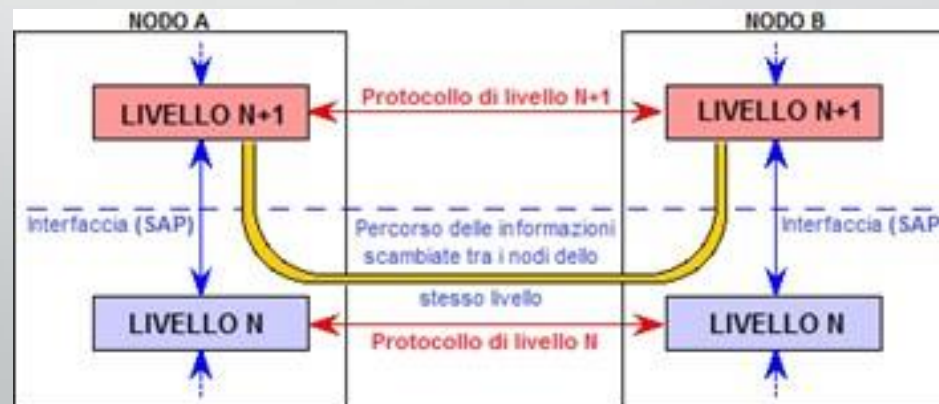 NODO A
NODO B
LIVELLO N+1
Protocollo di livello N+1
LIVELLO N+1
Interfaccia (SAP)
Percorso delle informazioni
scambiate tra i nodi dello
stesso livello
Interfaccia (SAP
LIVELLO N
Protocollo di livello N
LIVELLO N